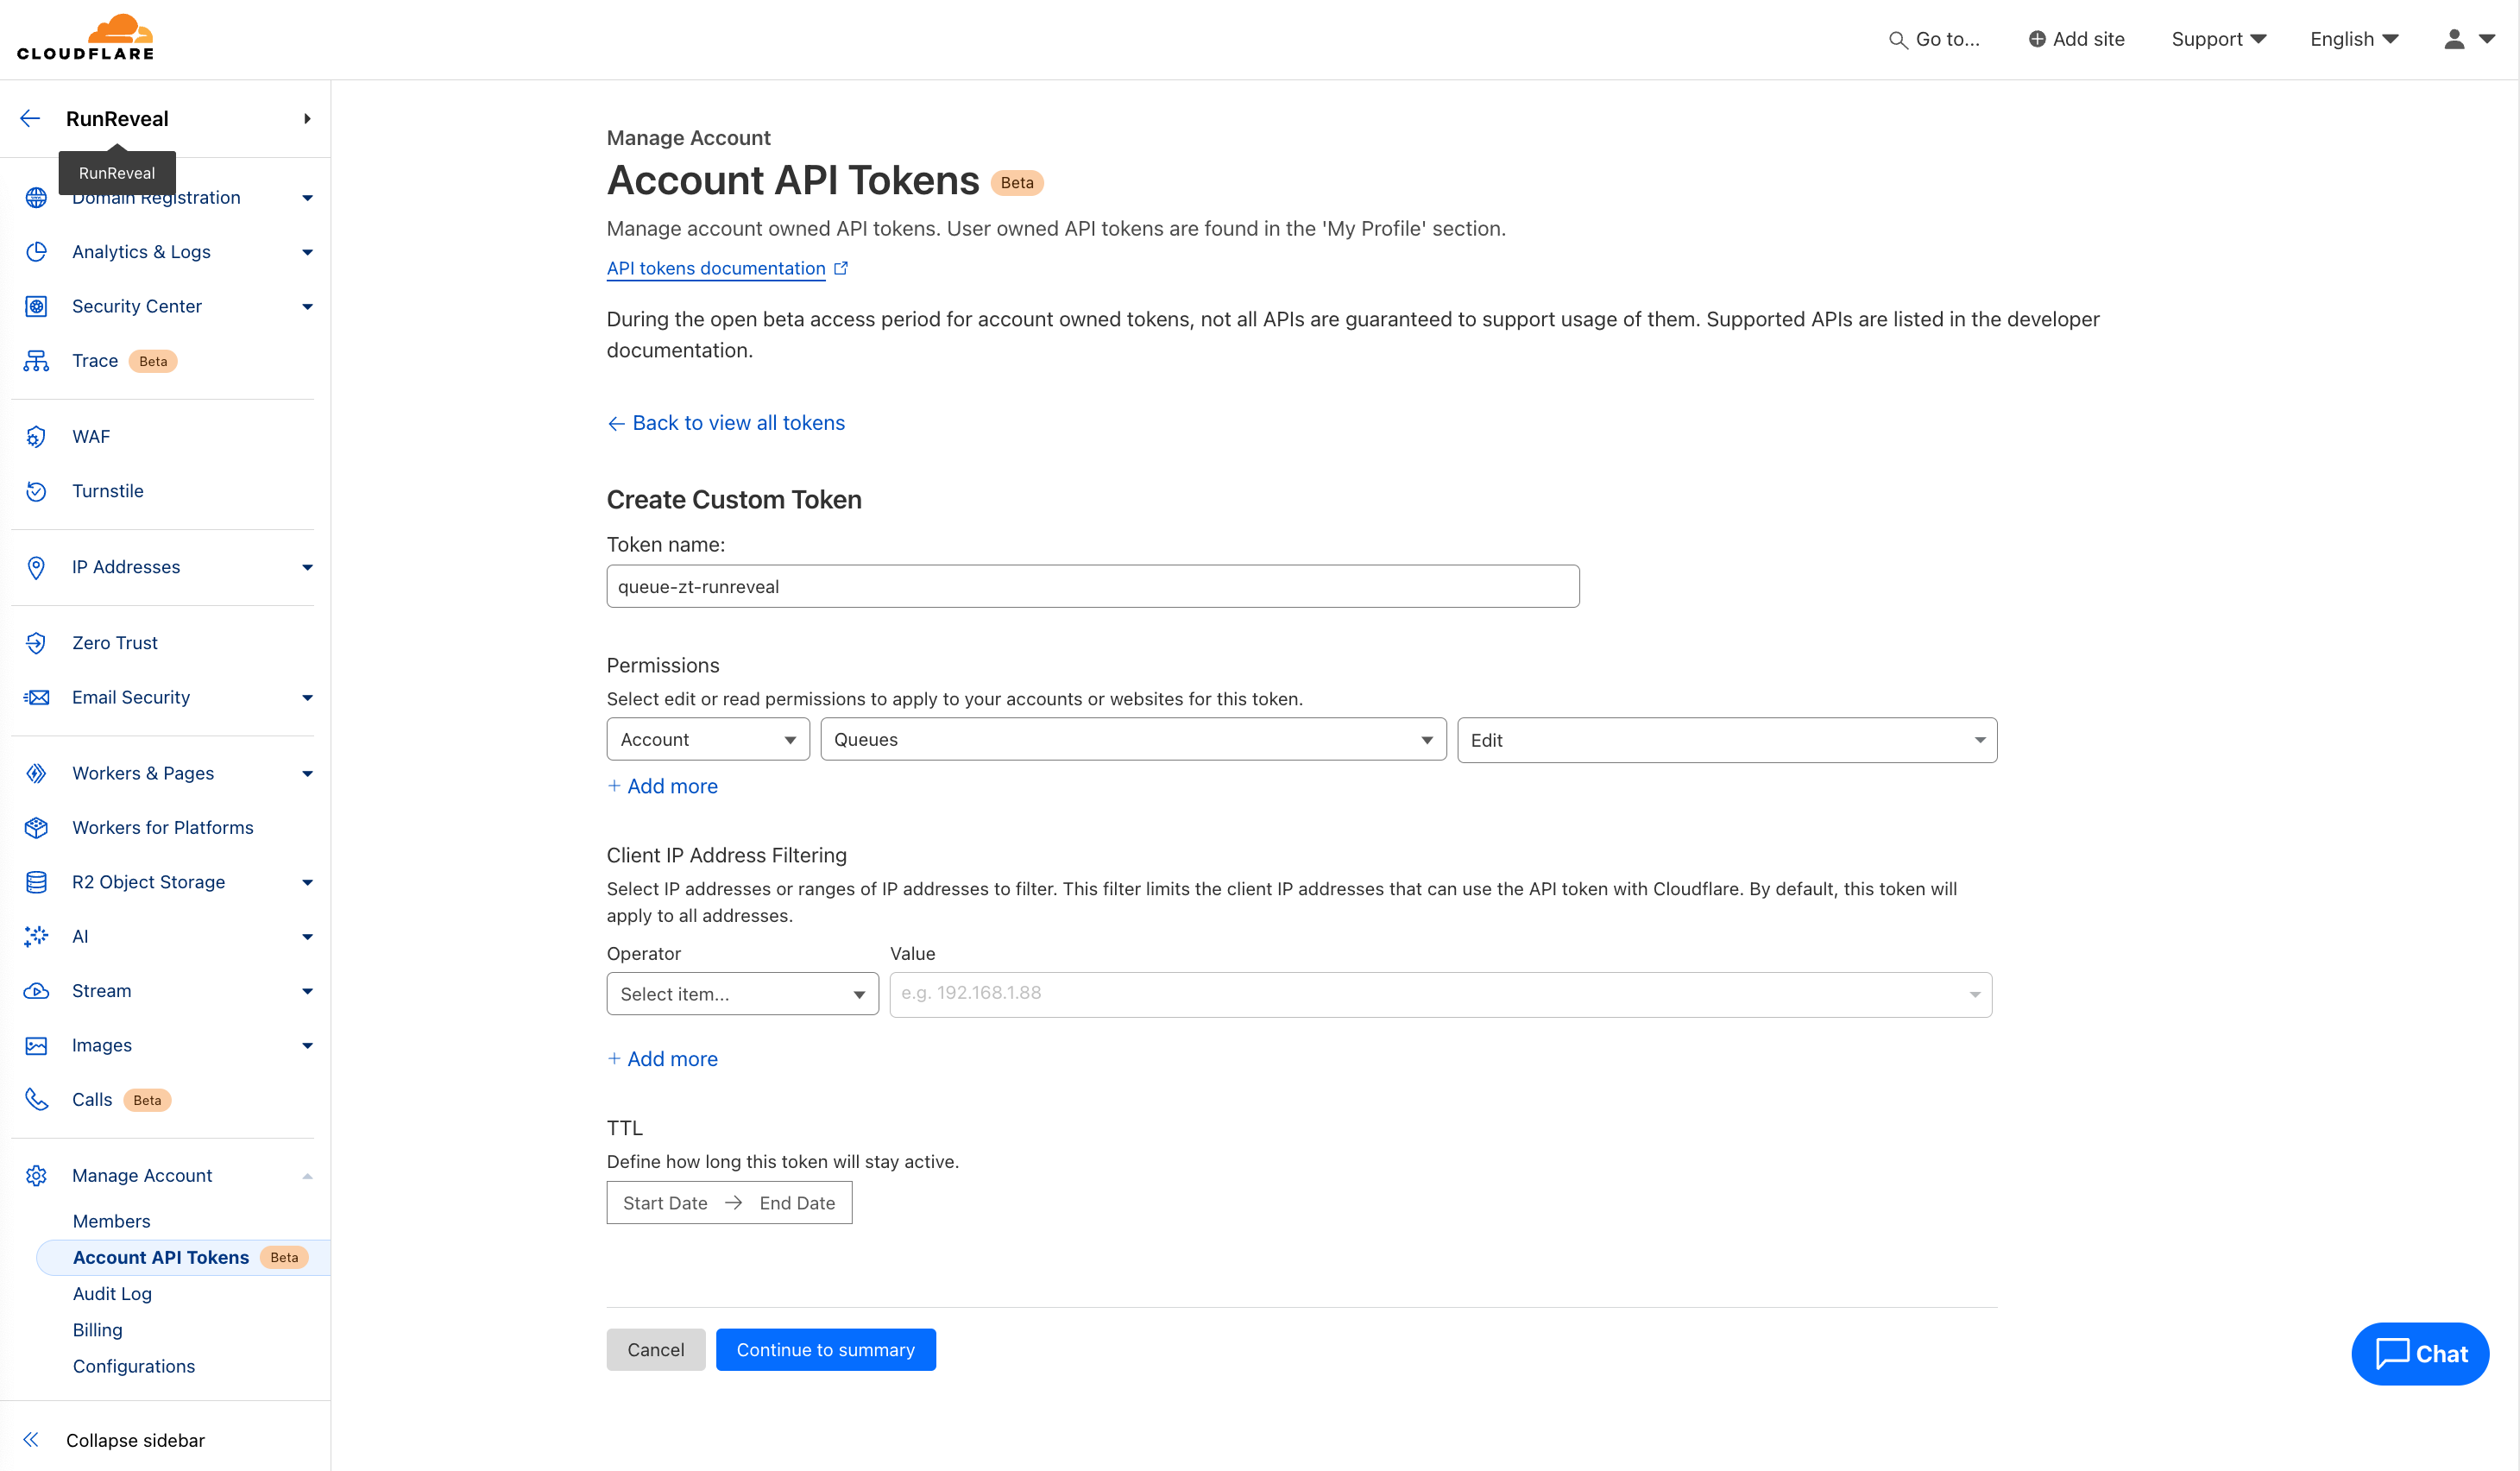 CLOUDFLARE
Go to...
Add site
Support
English
RunReveal
RunReveal
Domain Registration
Analytics & Logs
Security Center
Trace Beta
WAF
Turnstile
IP Addresses
Zero Trust
Email Security
Workers & Pages
Workers for Platforms
R2 Object Storage
AI
Stream
Images
Calls Beta
Manage Account
Members
Account API Tokens Beta
Audit Log
Billing
Configurations
Collapse sidebar
Manage Account
Account API Tokens Beta
Manage account owned API tokens. User owned API tokens are found in the 'My Profile' section.
API tokens documentation
During the open beta access period for account owned tokens, not all APIs are guaranteed to support usage of them. Supported APIs are listed in the developer
documentation.
Back to view all tokens
Create Custom Token
Token name:
queue-zt-runreveal
Permissions
Select edit or read permissions to apply to your accounts or websites for this token.
Account Queues Edit
+ Add more
Client IP Address Filtering
Select IP addresses or ranges of IP addresses to filter. This filter limits the client IP addresses that can use the API token with Cloudflare. By default, this token will
apply to all addresses.
Operator Value
Select item... e.g. 192.168.1.88
+ Add more
TTL
Define how long this token will stay active.
Start Date → End Date
Cancel Continue to summary
Chat